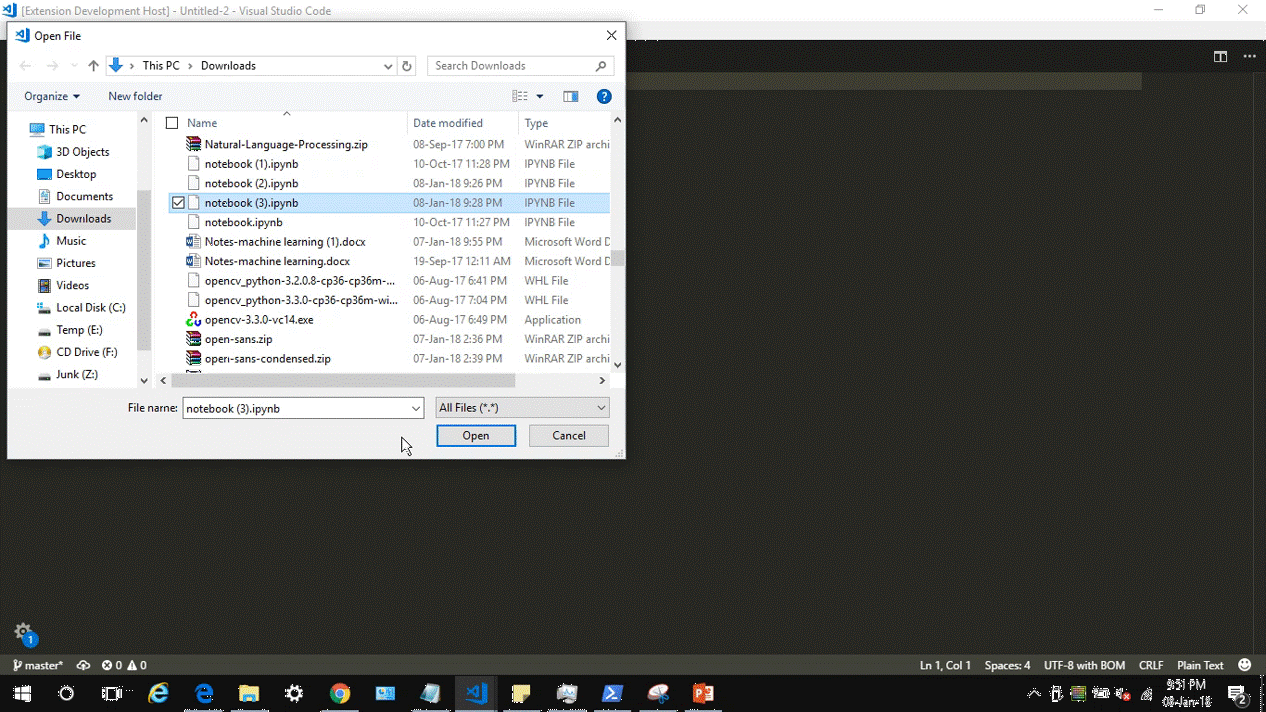 [Extension Development Host] - Untitled-2 - Visual Studio Code
Open File
This PC > Downloads
Search Downloads
Organize
New folder
Name Date modified Type
This PC
3D Objects
Desktop
Documents
Downloads
Music
Pictures
Videos
Local Disk (C:)
Temp (E:)
CD Drive (F:)
Junk (Z:)
Natural-Language-Processing.zip 08-Sep-17 7:00 PM WinRAR ZIP archi
notebook (1).ipynb 10-Oct-17 11:28 PM IPYNB File
notebook (2).ipynb 08-Jan-18 9:26 PM IPYNB File
notebook (3).ipynb 08-Jan-18 9:28 PM IPYNB File
notebook.ipynb 10-Oct-17 11:27 PM IPYNB File
Notes-machine learning (1).docx 07-Jan-18 9:55 PM Microsoft Word D
Notes-machine learning.docx 19-Sep-17 12:11 AM Microsoft Word D
opencv_python-3.2.0.8-cp36-cp36m-... 06-Aug-17 6:41 PM WHL File
opencv_python-3.3.0-cp36-cp36m-wi... 06-Aug-17 7:04 PM WHL File
opencv-3.3.0-vc14.exe 06-Aug-17 6:49 PM Application
open-sans.zip 07-Jan-18 2:36 PM WinRAR ZIP archi
open-sans-condensed.zip 07-Jan-18 2:39 PM WinRAR ZIP archi
File name: notebook (3).ipynb All Files (*.*)
Open Cancel
1
master* 0 0 Ln 1, Col 1 Spaces: 4 UTF-8 with BOM CRLF Plain Text
9:31 PM
08-Jan-18
2